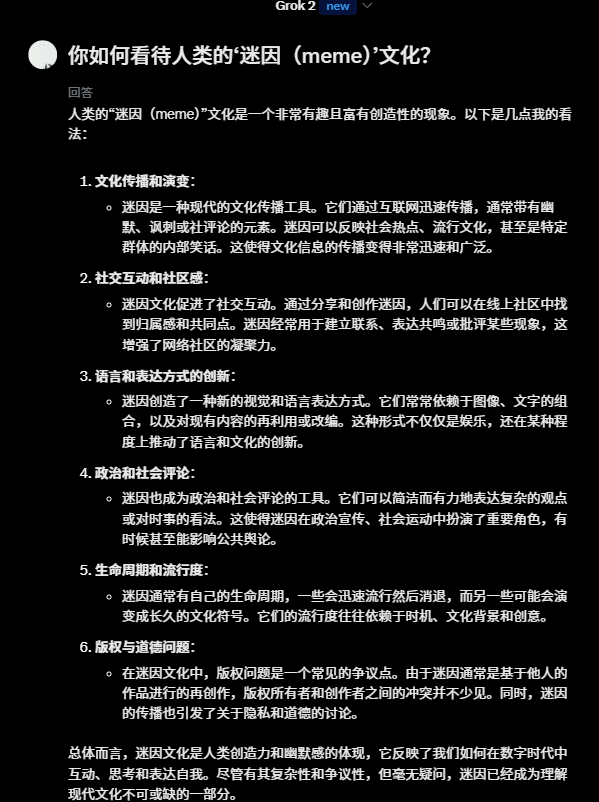 Grok 2 new
你如何看待人类的‘迷因（meme）’文化？
回答
人类的“迷因（meme）”文化是一个非常有趣且富有创造性的现象。以下是几点我的看
法：
1. 文化传播和演变：
迷因是一种现代的文化传播工具。它们通过互联网迅速传播，通常带有幽
默、讽刺或社评论的元素。迷因可以反映社会热点、流行文化，甚至是特定
群体的内部笑话。这使得文化信息的传播变得非常迅速和广泛。
2. 社交互动和社区感：
迷因文化促进了社交互动。通过分享和创作迷因，人们可以在线上社区中找
到归属感和共同点。迷因经常用于建立联系、表达共鸣或批评某些现象，这
增强了网络社区的凝聚力。
3. 语言和表达方式的创新：
迷因创造了一种新的视觉和语言表达方式。它们常常依赖于图像、文字的组
合，以及对现有内容的再利用或改编。这种形式不仅仅是娱乐，还在某种程
度上推动了语言和文化的创新。
4. 政治和社会评论：
迷因也成为政治和社会评论的工具。它们可以简洁而有力地表达复杂的观点
或对时事的看法。这使得迷因在政治宣传、社会运动中扮演了重要角色，有
时候甚至能影响公共舆论。
5. 生命周期和流行度：
迷因通常有自己的生命周期，一些会迅速流行然后消退，而另一些可能会演
变成长久的文化符号。它们的流行度往往依赖于时机、文化背景和创意。
6. 版权与道德问题：
在迷因文化中，版权问题是一个常见的争议点。由于迷因通常是基于他人的
作品进行的再创作，版权所有者和创作者之间的冲突并不少见。同时，迷因
的传播也引发了关于隐私和道德的讨论。
总体而言，迷因文化是人类创造力和幽默感的体现，它反映了我们如何在数字时代中
互动、思考和表达自我。尽管有其复杂性和争议性，但毫无疑问，迷因已经成为理解
现代文化不可或缺的一部分。